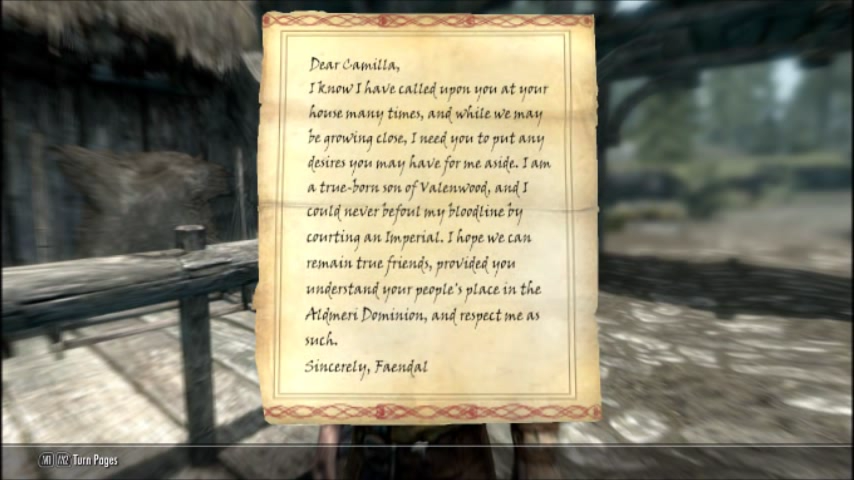 Dear Camilla,
I know I have called upon you at your
house many times, and while we may
be growing close, I need you to put any
desires you may have for me aside. I am
a true-born son of Valenwood, and I
could never befoul my bloodline by
courting an Imperial. I hope we can
remain true friends, provided you
understand your people's place in the
Aldmeri Dominion, and respect me as
such.
Sincerely, Faendal
M1 M2 Turn Pages